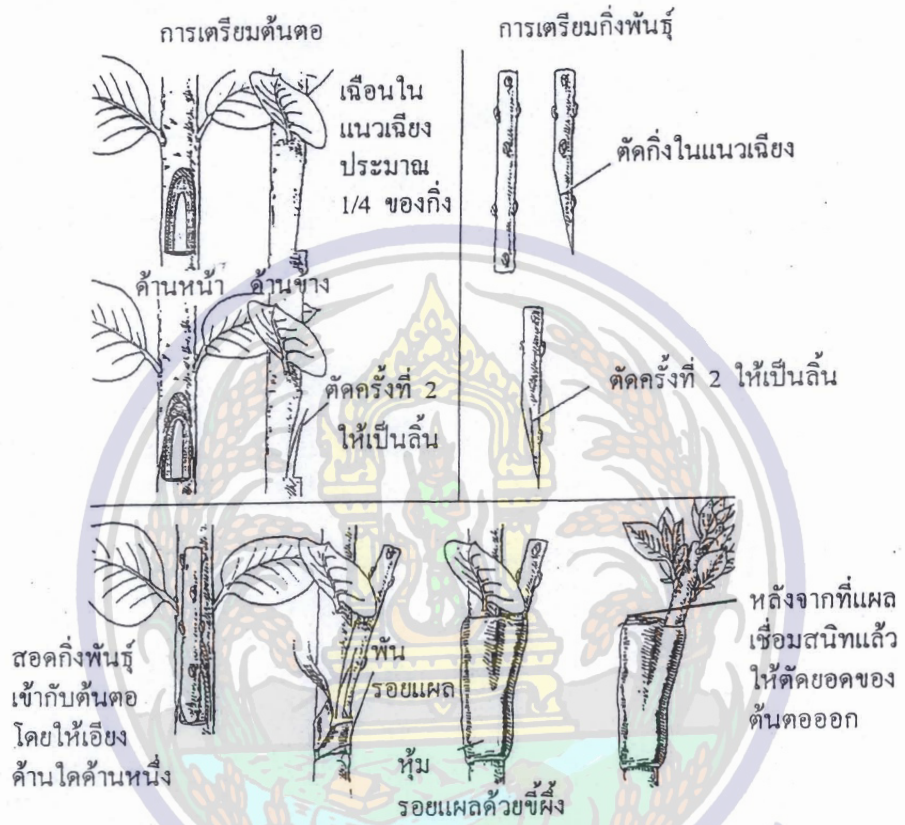 การเตรียมต้นตอ
การเตรียมกิ่งพันธุ์
เฉือนใน
แนวเฉียง
ประมาณ
1/4 ของกิ่ง
ตัดกิ่งในแนวเฉียง
ด้านหน้า ด้านข้าง
ตัดครั้งที่ 2
ให้เป็นลิ้น
ตัดครั้งที่ 2 ให้เป็นลิ้น
สอดกิ่งพันธุ์
เข้ากับต้นตอ
โดยให้เอียง
ด้านใดด้านหนึ่ง
พัน
รอยแผล
หุ้ม
รอยแผลด้วยขี้ผึ้ง
หลังจากที่แผล
เชื่อมสนิทแล้ว
ให้ตัดยอดของ
ต้นตอออก